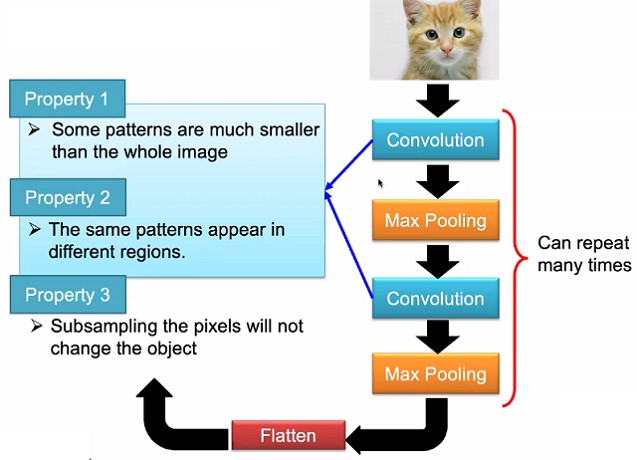 Property 1
➤ Some patterns are much smaller
than the whole image
Property 2
➤ The same patterns appear in
different regions.
Property 3
➤ Subsampling the pixels will not
change the object
Convolution
Max Pooling
Convolution
Max Pooling
Can repeat
many times
Flatten